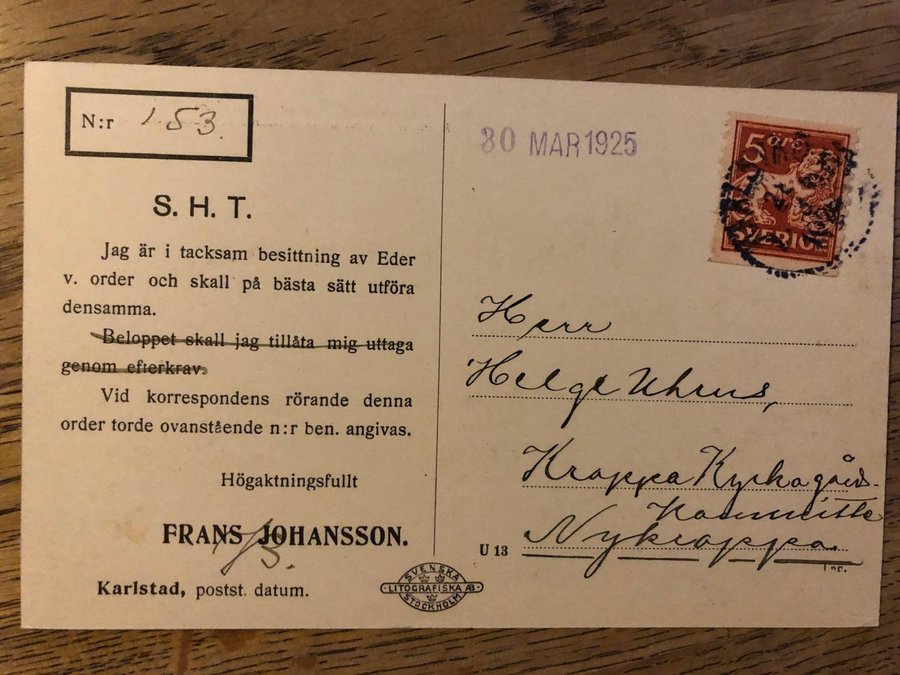 N:r 153.
S. H. T.
Jag är i tacksam besittning av Eder
v. order och skall på bästa sätt utföra
densamma.
Beloppet skall jag tillåta mig uttaga
genom efterkrav.
Vid korrespondens rörande denna
order torde ovanstående n:r ben. angivas.
Högaktningsfullt
FRANS JOHANSSON.
Karlstad, postst. datum.
SVENSKA
LITOGRAFISKA AB.
STOCKHOLM
30 MAR 1925
5 öre
SVERIGE
Herr
Helge
Kroppa Kyrkogårds-
Kommitté
Nykroppa.
U 13